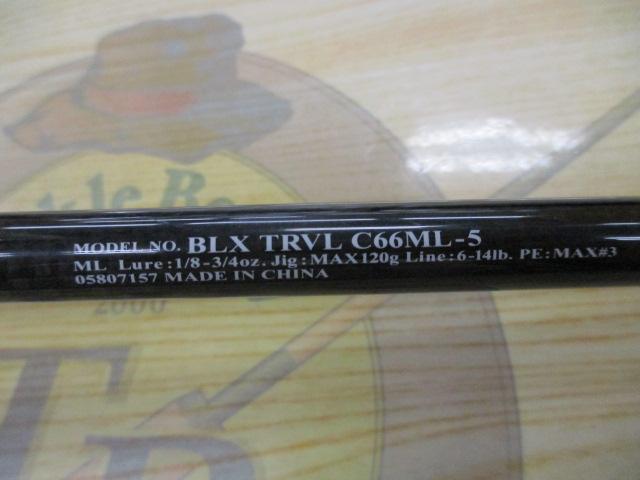 MODEL NO. BLX TRVL C66ML-5
ML Lure:1/8-3/4oz. Jig:MAX120g Line:6-14lb. PE:MAX#3
05807157 MADE IN CHINA
2000